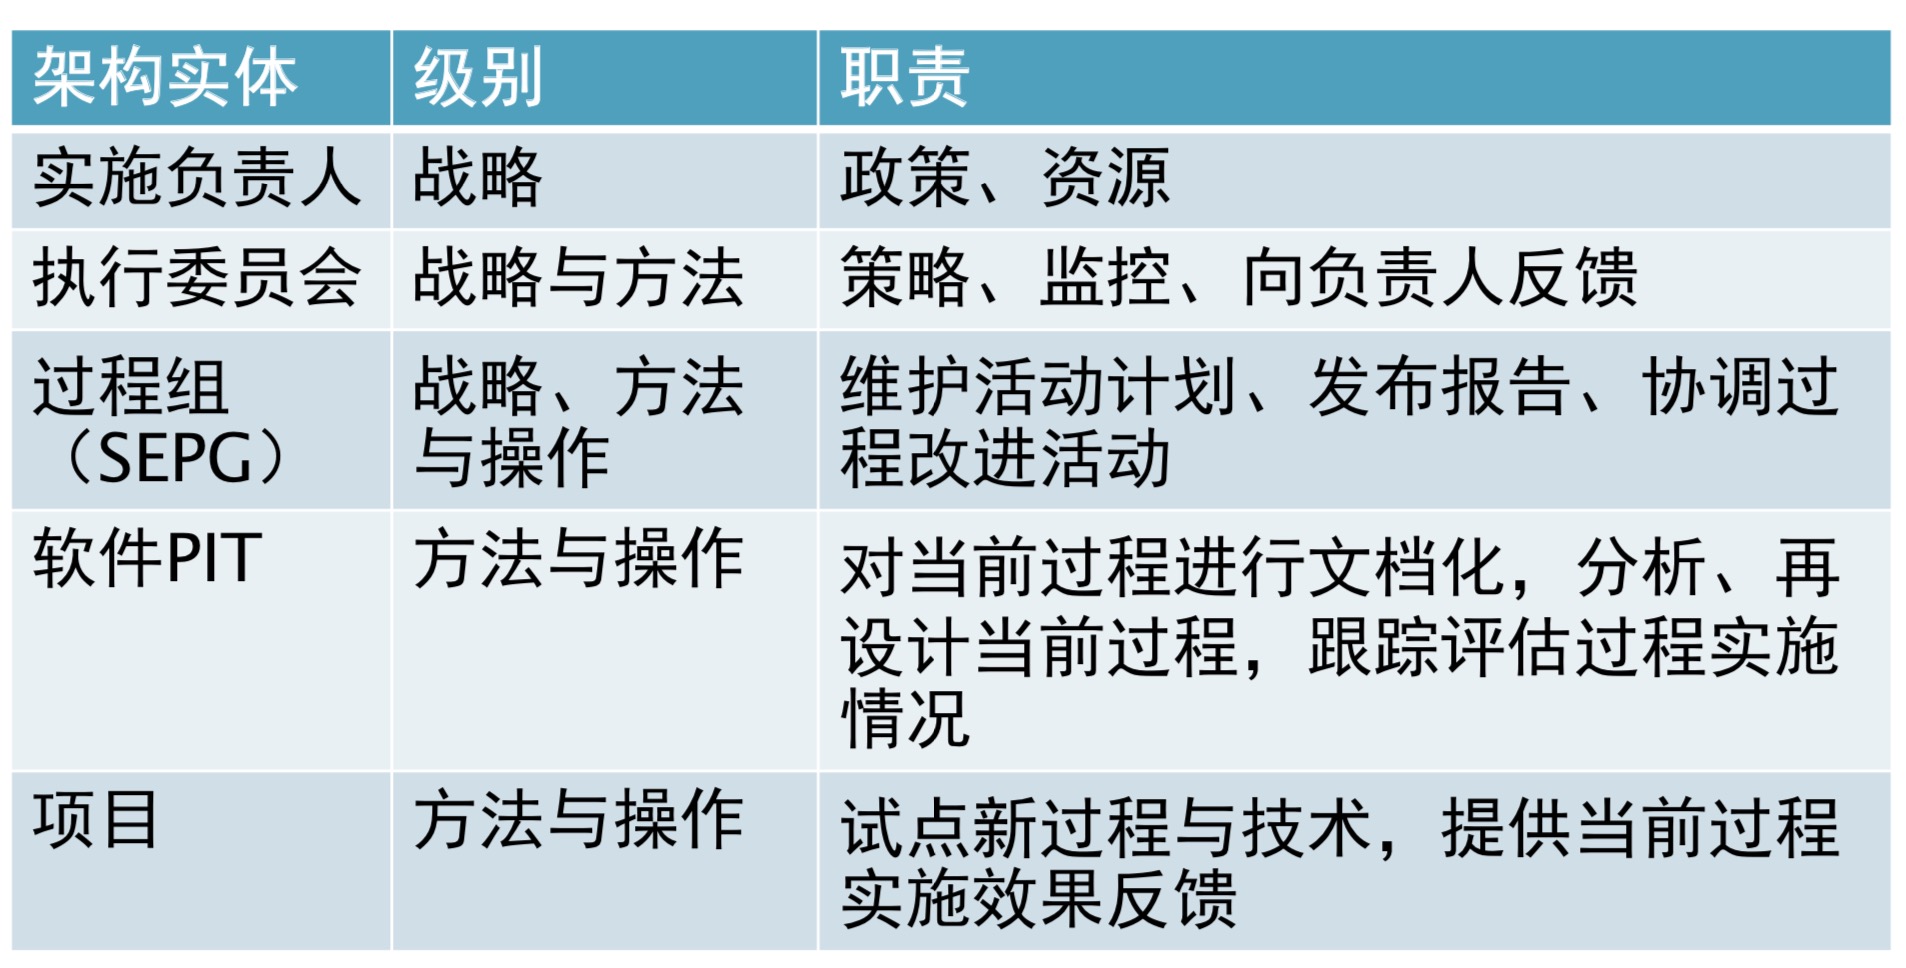 架构实体 级别 职责
实施负责人 战略 政策、资源
执行委员会 战略与方法 策略、监控、向负责人反馈
过程组 战略、方法 维护活动计划、发布报告、协调过
（SEPG） 与操作 程改进活动
软件PIT 方法与操作 对当前过程进行文档化，分析、再
设计当前过程，跟踪评估过程实施
情况
项目 方法与操作 试点新过程与技术，提供当前过程
实施效果反馈